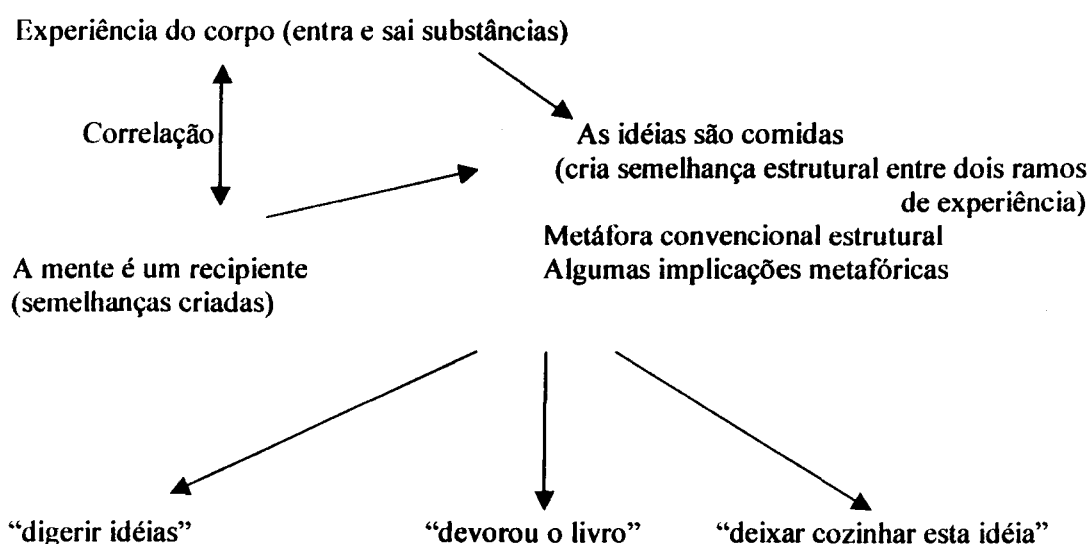 Experiência do corpo (entra e sai substâncias)
Correlação
As idéias são comidas
(cria semelhança estrutural entre dois ramos
de experiência)
Metáfora convencional estrutural
Algumas implicações metafóricas
A mente é um recipiente
(semelhanças criadas)
“digerir idéias”
“devorou o livro”
“deixar cozinhar esta idéia”